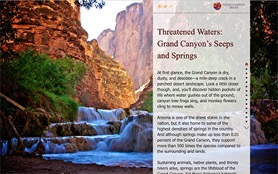 GRAND CANYON
TRUST
Threatened Waters:
Grand Canyon's Seeps
and Springs
At first glance, the Grand Canyon is dry,
dusty, and desolate—a mile-deep crack in a
parched desert landscape. Look a little closer
though, and, you'll discover hidden pockets of
life where water gushes out of the ground,
canyon tree frogs sing, and monkey flowers
cling to mossy walls.
Arizona is one of the driest states in the
nation, but it also home to some of the
highest densities of springs in the country.
And although springs make up less than 0.01
percent of the Grand Canyon, they support
more than 500 times the species compared to
the surrounding arid lands.
Sustaining animals, native plants, and thirsty
hikers alike, springs are the lifeblood of the